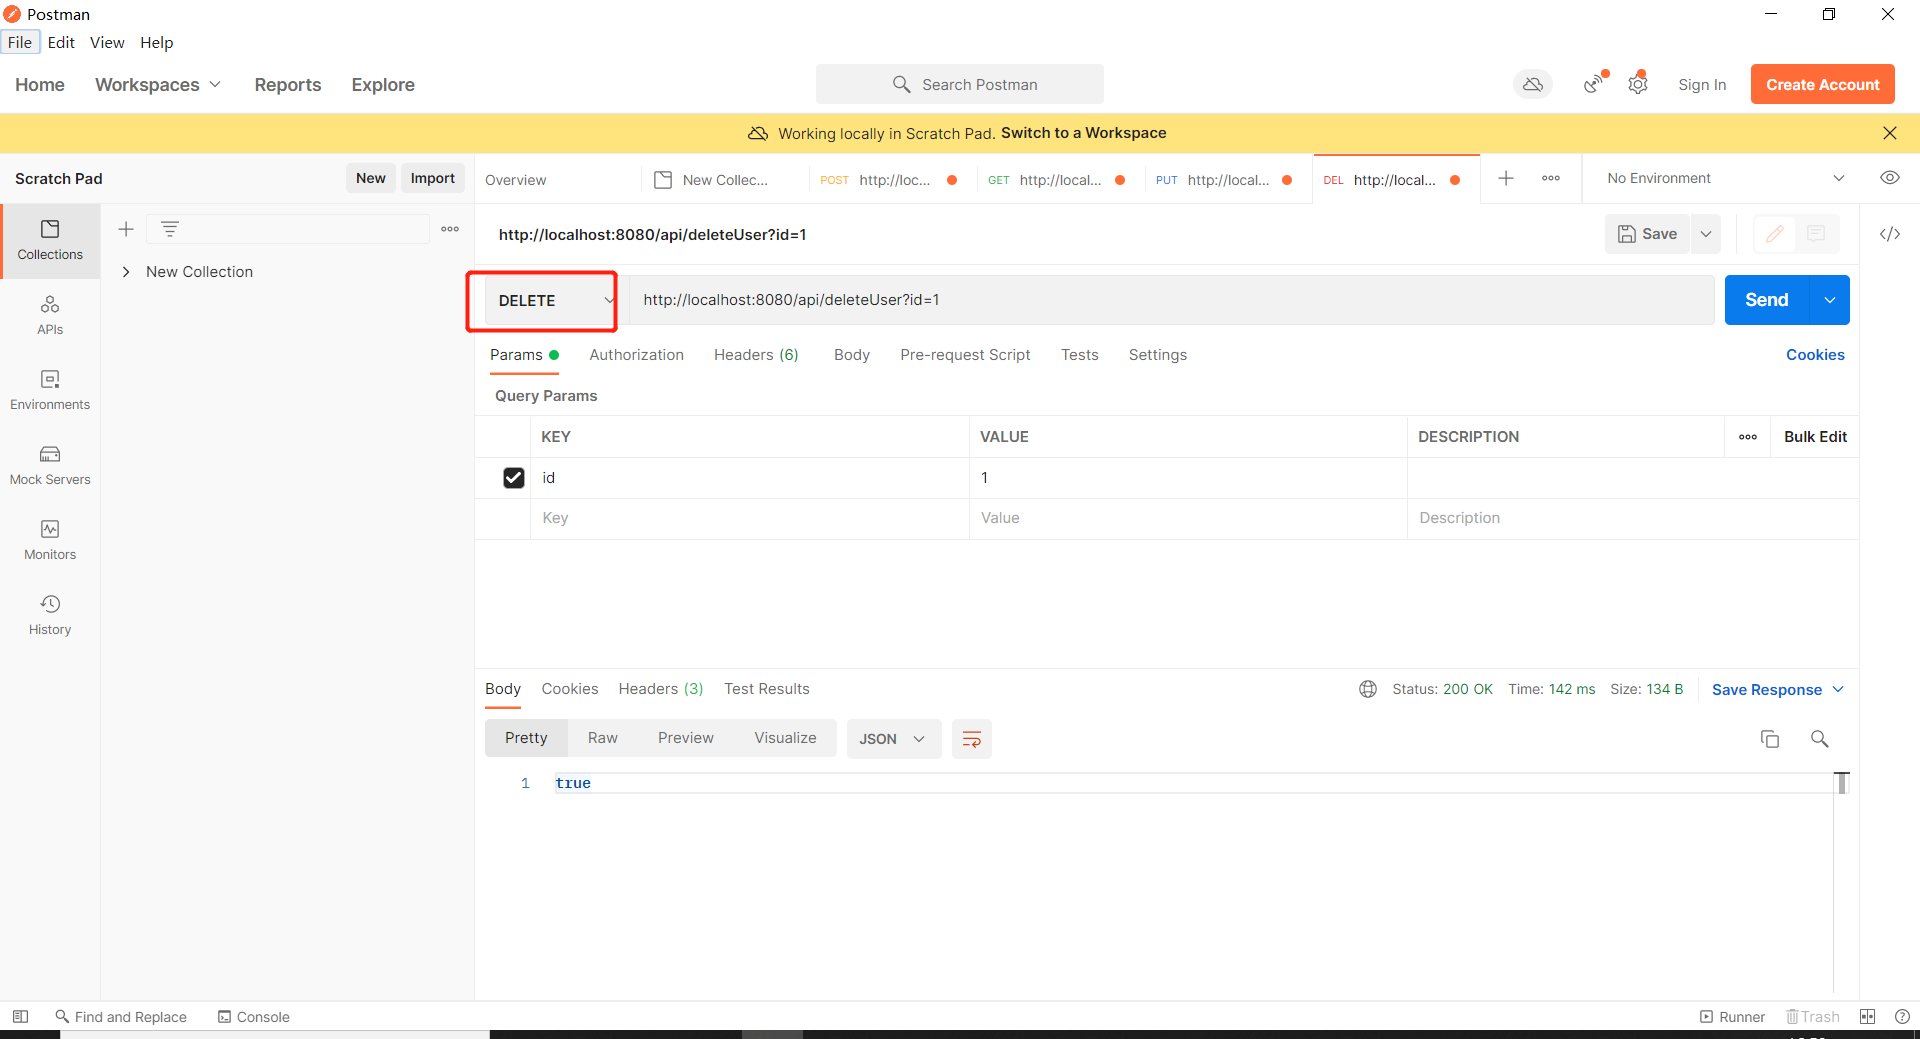 Postman
File Edit View Help
Home Workspaces Reports Explore Search Postman Sign In Create Account
Working locally in Scratch Pad. Switch to a Workspace
Scratch Pad New Import Overview New Collec... POST http://loc... GET http://local... PUT http://local... DEL http://local... No Environment
Collections
http://localhost:8080/api/deleteUser?id=1 Save
New Collection
DELETE http://localhost:8080/api/deleteUser?id=1 Send
APIs
Params Authorization Headers (6) Body Pre-request Script Tests Settings Cookies
Environments
Query Params
KEY VALUE DESCRIPTION Bulk Edit
Mock Servers
id 1
Key Value Description
Monitors
History
Body Cookies Headers (3) Test Results Status: 200 OK Time: 142 ms Size: 134 B Save Response
Pretty Raw Preview Visualize JSON
1 true
Find and Replace Console Runner Trash